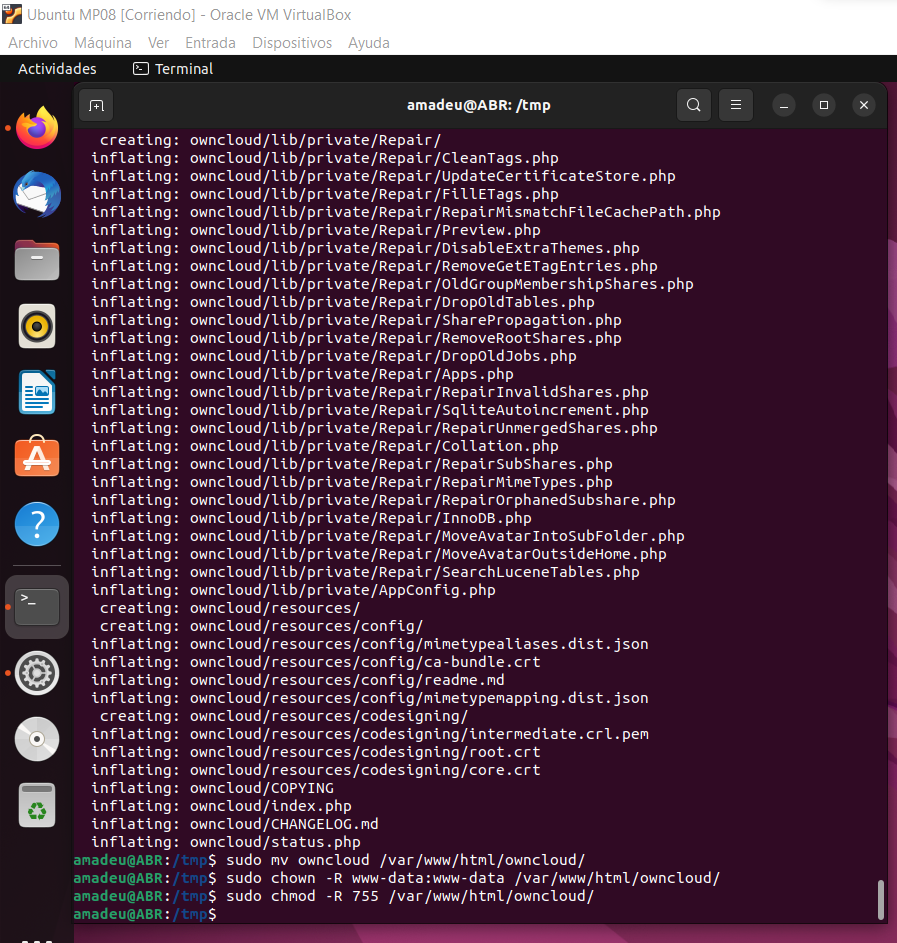 Ubuntu MP08 [Corriendo] - Oracle VM VirtualBox
Archivo Máquina Ver Entrada Dispositivos Ayuda
Actividades Terminal
amadeu@ABR: /tmp
creating: owncloud/lib/private/Repair/
inflating: owncloud/lib/private/Repair/CleanTags.php
inflating: owncloud/lib/private/Repair/UpdateCertificateStore.php
inflating: owncloud/lib/private/Repair/FillETags.php
inflating: owncloud/lib/private/Repair/RepairMismatchFileCachePath.php
inflating: owncloud/lib/private/Repair/Preview.php
inflating: owncloud/lib/private/Repair/DisableExtraThemes.php
inflating: owncloud/lib/private/Repair/RemoveGetETagEntries.php
inflating: owncloud/lib/private/Repair/OldGroupMembershipShares.php
inflating: owncloud/lib/private/Repair/DropOldTables.php
inflating: owncloud/lib/private/Repair/SharePropagation.php
inflating: owncloud/lib/private/Repair/RemoveRootShares.php
inflating: owncloud/lib/private/Repair/DropOldJobs.php
inflating: owncloud/lib/private/Repair/Apps.php
inflating: owncloud/lib/private/Repair/RepairInvalidShares.php
inflating: owncloud/lib/private/Repair/SqliteAutoincrement.php
inflating: owncloud/lib/private/Repair/RepairUnmergedShares.php
inflating: owncloud/lib/private/Repair/Collation.php
inflating: owncloud/lib/private/Repair/RepairSubShares.php
inflating: owncloud/lib/private/Repair/RepairMimeTypes.php
inflating: owncloud/lib/private/Repair/RepairOrphanedSubshare.php
inflating: owncloud/lib/private/Repair/InnoDB.php
inflating: owncloud/lib/private/Repair/MoveAvatarIntoSubFolder.php
inflating: owncloud/lib/private/Repair/MoveAvatarOutsideHome.php
inflating: owncloud/lib/private/Repair/SearchLuceneTables.php
inflating: owncloud/lib/private/AppConfig.php
creating: owncloud/resources/
creating: owncloud/resources/config/
inflating: owncloud/resources/config/mimetypealiases.dist.json
inflating: owncloud/resources/config/ca-bundle.crt
inflating: owncloud/resources/config/readme.md
inflating: owncloud/resources/config/mimetypemapping.dist.json
creating: owncloud/resources/codesigning/
inflating: owncloud/resources/codesigning/intermediate.crl.pem
inflating: owncloud/resources/codesigning/root.crt
inflating: owncloud/resources/codesigning/core.crt
inflating: owncloud/COPYING
inflating: owncloud/index.php
inflating: owncloud/CHANGELOG.md
inflating: owncloud/status.php
amadeu@ABR:/tmp$ sudo mv owncloud /var/www/html/owncloud/
amadeu@ABR:/tmp$ sudo chown -R www-data:www-data /var/www/html/owncloud/
amadeu@ABR:/tmp$ sudo chmod -R 755 /var/www/html/owncloud/
amadeu@ABR:/tmp$